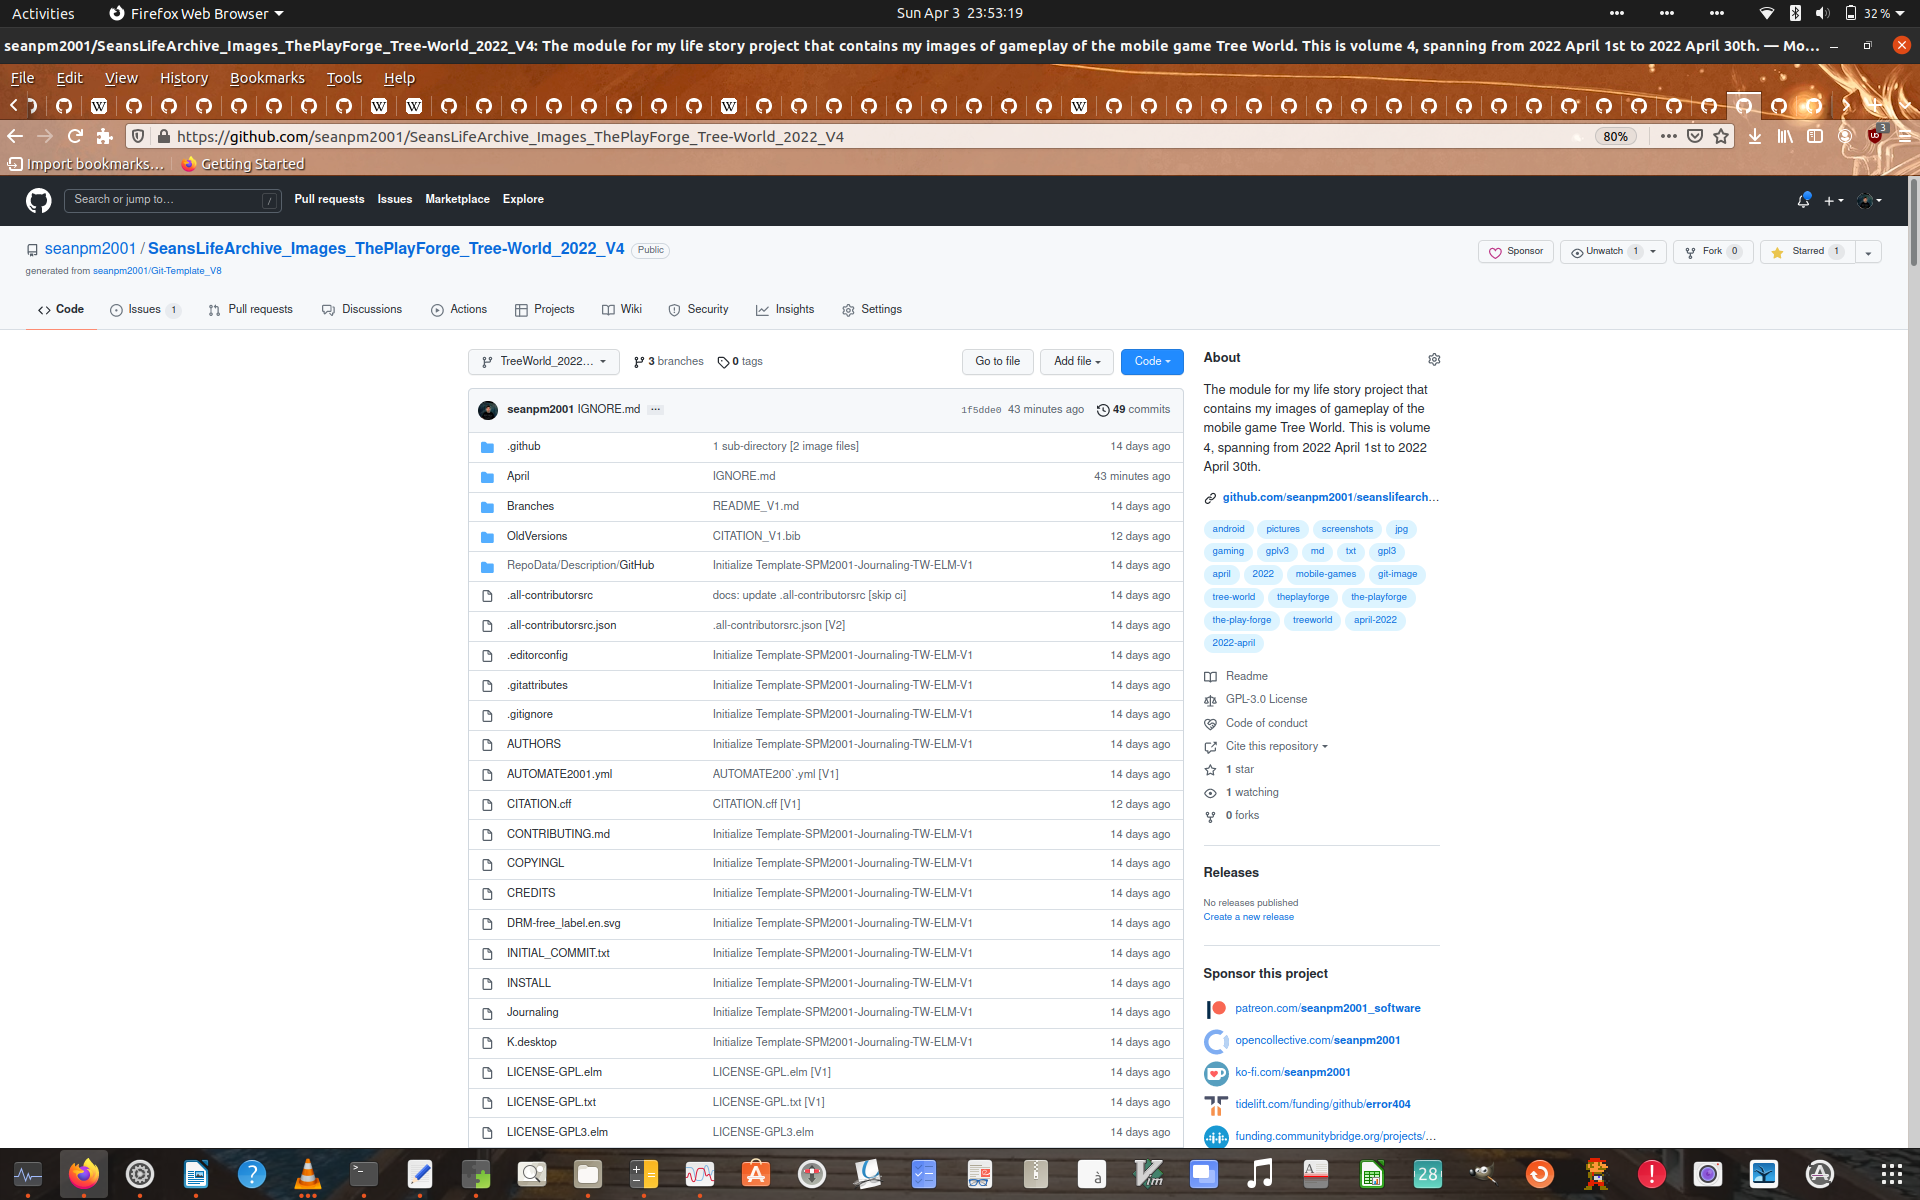 Activities
Firefox Web Browser
Sun Apr 3 23:53:19
32 %
seanpm2001/SeansLifeArchive_Images_ThePlayForge_Tree-World_2022_V4: The module for my life story project that contains my images of gameplay of the mobile game Tree World. This is volume 4, spanning from 2022 April 1st to 2022 April 30th. — Mo…
File Edit View History Bookmarks Tools Help
https://github.com/seanpm2001/SeansLifeArchive_Images_ThePlayForge_Tree-World_2022_V4
80%
3
Import bookmarks…
Getting Started
Search or jump to…
/
Pull requests Issues Marketplace Explore
seanpm2001 / SeansLifeArchive_Images_ThePlayForge_Tree-World_2022_V4 Public
generated from seanpm2001/Git-Template_V8
Sponsor
Unwatch 1
Fork 0
Starred 1
Code
Issues 1
Pull requests
Discussions
Actions
Projects
Wiki
Security
Insights
Settings
TreeWorld_2022…
3 branches
0 tags
Go to file
Add file
Code
seanpm2001 IGNORE.md …
1f5dde0 43 minutes ago 49 commits
.github 1 sub-directory [2 image files] 14 days ago
April IGNORE.md 43 minutes ago
Branches README_V1.md 14 days ago
OldVersions CITATION_V1.bib 12 days ago
RepoData/Description/GitHub Initialize Template-SPM2001-Journaling-TW-ELM-V1 14 days ago
.all-contributorsrc docs: update .all-contributorsrc [skip ci] 14 days ago
.all-contributorsrc.json .all-contributorsrc.json [V2] 14 days ago
.editorconfig Initialize Template-SPM2001-Journaling-TW-ELM-V1 14 days ago
.gitattributes Initialize Template-SPM2001-Journaling-TW-ELM-V1 14 days ago
.gitignore Initialize Template-SPM2001-Journaling-TW-ELM-V1 14 days ago
AUTHORS Initialize Template-SPM2001-Journaling-TW-ELM-V1 14 days ago
AUTOMATE2001.yml AUTOMATE200`.yml [V1] 14 days ago
CITATION.cff CITATION.cff [V1] 12 days ago
CONTRIBUTING.md Initialize Template-SPM2001-Journaling-TW-ELM-V1 14 days ago
COPYINGL Initialize Template-SPM2001-Journaling-TW-ELM-V1 14 days ago
CREDITS Initialize Template-SPM2001-Journaling-TW-ELM-V1 14 days ago
DRM-free_label.en.svg Initialize Template-SPM2001-Journaling-TW-ELM-V1 14 days ago
INITIAL_COMMIT.txt Initialize Template-SPM2001-Journaling-TW-ELM-V1 14 days ago
INSTALL Initialize Template-SPM2001-Journaling-TW-ELM-V1 14 days ago
Journaling Initialize Template-SPM2001-Journaling-TW-ELM-V1 14 days ago
K.desktop Initialize Template-SPM2001-Journaling-TW-ELM-V1 14 days ago
LICENSE-GPL.elm LICENSE-GPL.elm [V1] 14 days ago
LICENSE-GPL.txt LICENSE-GPL.txt [V1] 14 days ago
LICENSE-GPL3.elm LICENSE-GPL3.elm 14 days ago
About
The module for my life story project that
contains my images of gameplay of the
mobile game Tree World. This is volume
4, spanning from 2022 April 1st to 2022
April 30th.
github.com/seanpm2001/seanslifearch…
android pictures screenshots jpg
gaming gplv3 md txt gpl3
april 2022 mobile-games git-image
tree-world theplayforge the-playforge
the-play-forge treeworld april-2022
2022-april
Readme
GPL-3.0 License
Code of conduct
Cite this repository
1 star
1 watching
0 forks
Releases
No releases published
Create a new release
Sponsor this project
patreon.com/seanpm2001_software
opencollective.com/seanpm2001
ko-fi.com/seanpm2001
tidelift.com/funding/github/error404
funding.communitybridge.org/projects/…
28